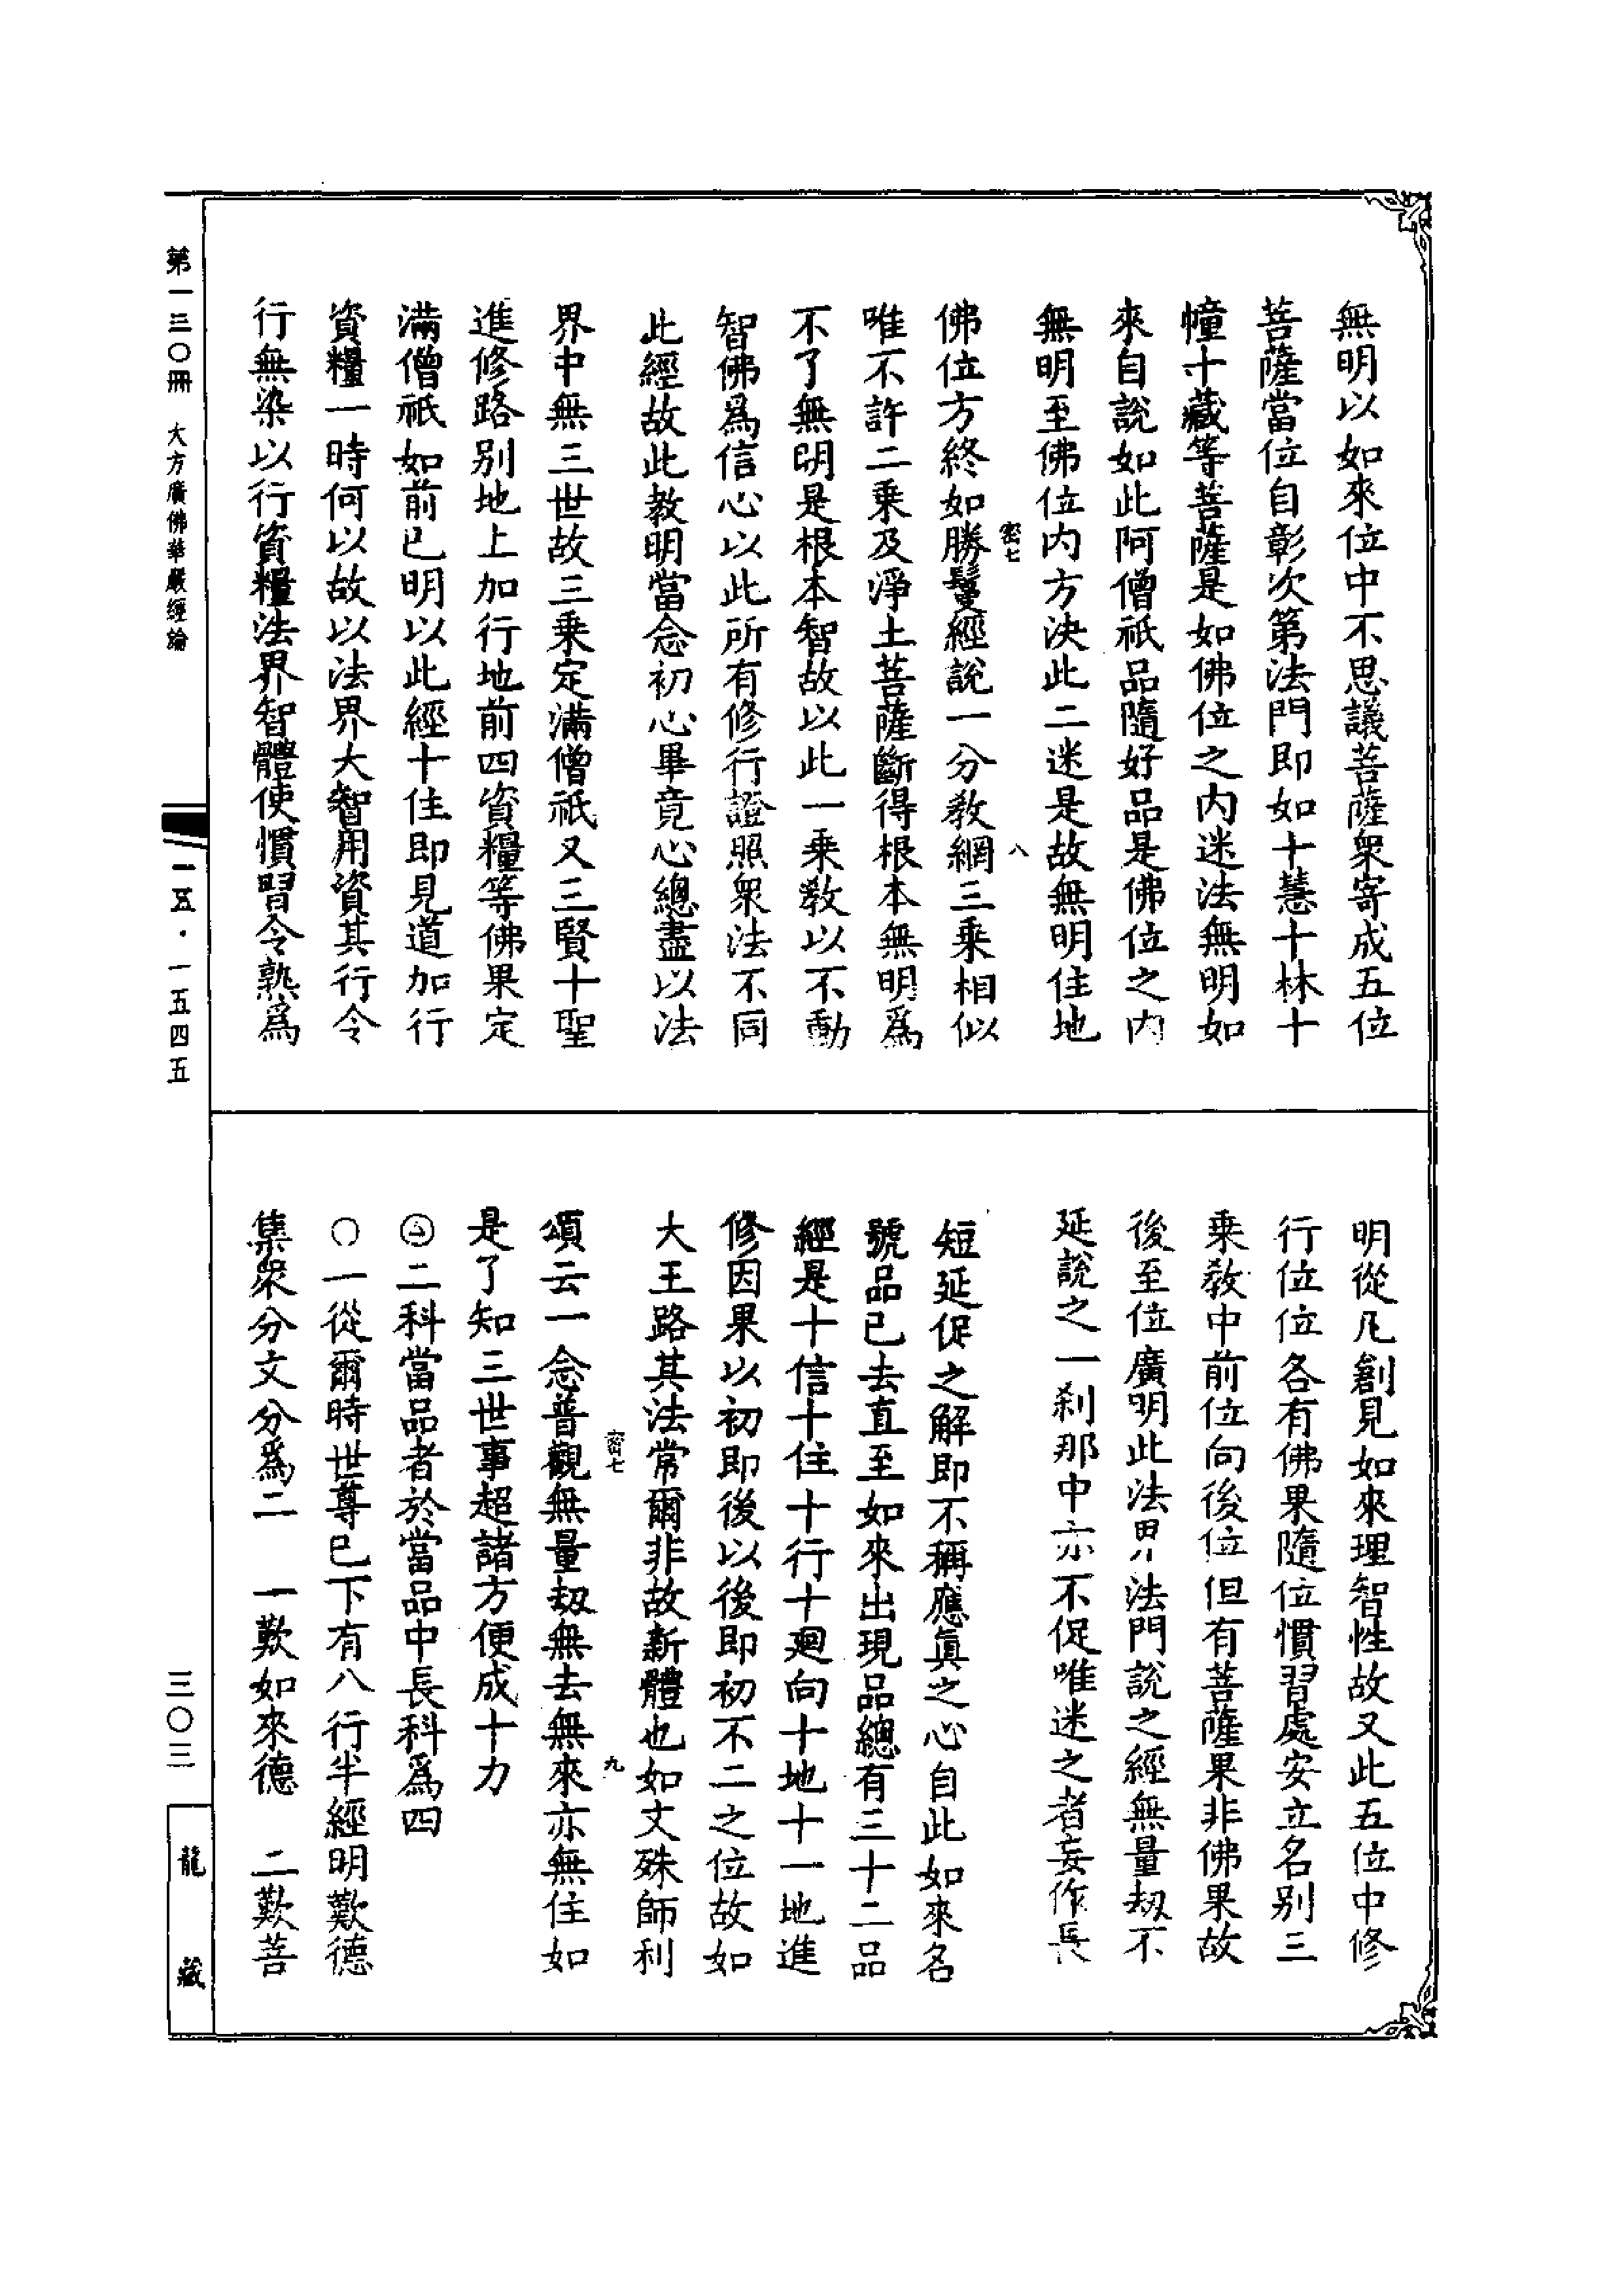 無明以如來位中不思議菩薩衆寄成五位
菩薩當位自彰次第法門即如十慧十林十
幢十藏等菩薩是如佛位之内迷法無明如
來自說如此阿僧祇品隨好品是佛位之内
無明至佛位内方決此二迷是故無明住地
密七
八
佛位方終如勝鬘經說一分教網三乘相似
唯不許二乘及淨土菩薩斷得根本無明爲
不了無明是根本智故以此一乘教以不動
智佛爲信心以此所有修行證照衆法不同
此經故此教明當念初心畢竟心總盡以法
界中無三世故三乘定滿僧祇又三賢十聖
進修路别地上加行地前四資糧等佛果定
滿僧祇如前已明以此經十住即見道加行
資糧一時何以故以法界大智用資其行令
行無染以行資糧法界智體使慣習令熟爲
明從凡創見如來理智性故又此五位中修
行位位各有佛果隨位慣習處安立名别三
乘教中前位向後位但有菩薩果非佛果故
後至位廣明此法界法門說之經無量劫不
延說之一刹那中亦不促唯迷之者妄作長
短延促之解即不稱應眞之心自此如來名
號品已去直至如來出現品總有三十二品
經是十信十住十行十廻向十地十一地進
修因果以初即後以後即初不二之位故如
大王路其法常爾非故新體也如文殊師利
密七
九
頌云一念普觀無量劫無去無來亦無住如
是了知三世事超諸方便成十力
㊁二科當品者於當品中長科爲四
○一從爾時世尊已下有八行半經明歎德
集衆分文分爲二　一歎如來德　二歎菩
第一三〇冊　大方廣佛華嚴經論
一五·一五四五
三〇三
龍藏